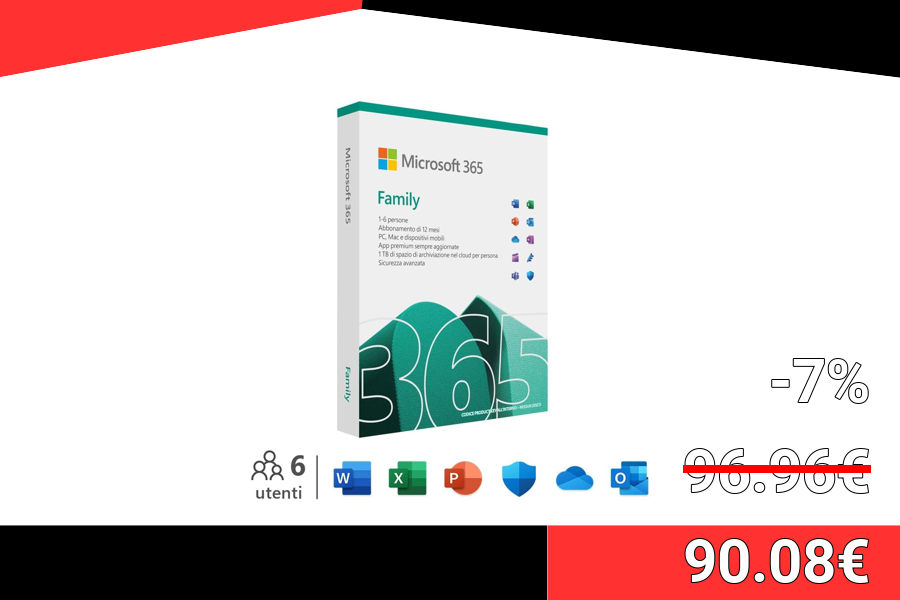 Microsoft 365
Family
1-6 persone
Abbonamento di 12 mesi
PC, Mac e dispositivi mobili
App premium sempre aggiornate
1 TB di spazio di archiviazione nel cloud per persona
Sicurezza avanzata
Microsoft 365
Family
365
6
utenti
W
X
P
O
-7%
96.96€
90.08€